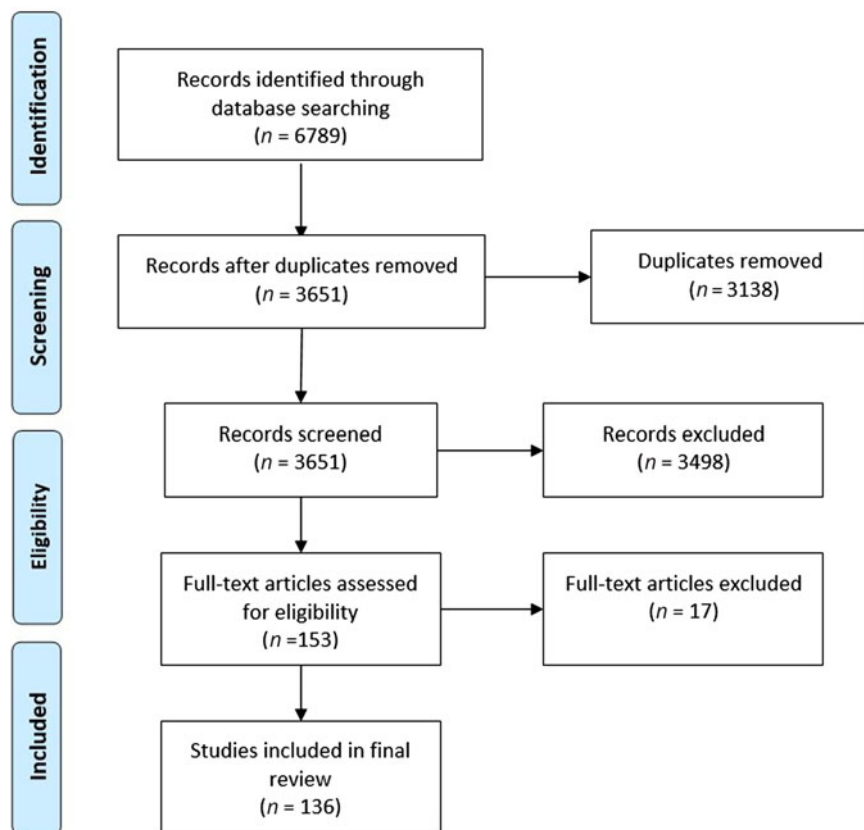 Identification
Records identified through
database searching
(n = 6789)
Screening
Records after duplicates removed
(n = 3651)
Duplicates removed
(n = 3138)
Records screened
(n = 3651)
Records excluded
(n = 3498)
Eligibility
Full-text articles assessed
for eligibility
(n =153)
Full-text articles excluded
(n = 17)
Included
Studies included in final
review
(n = 136)